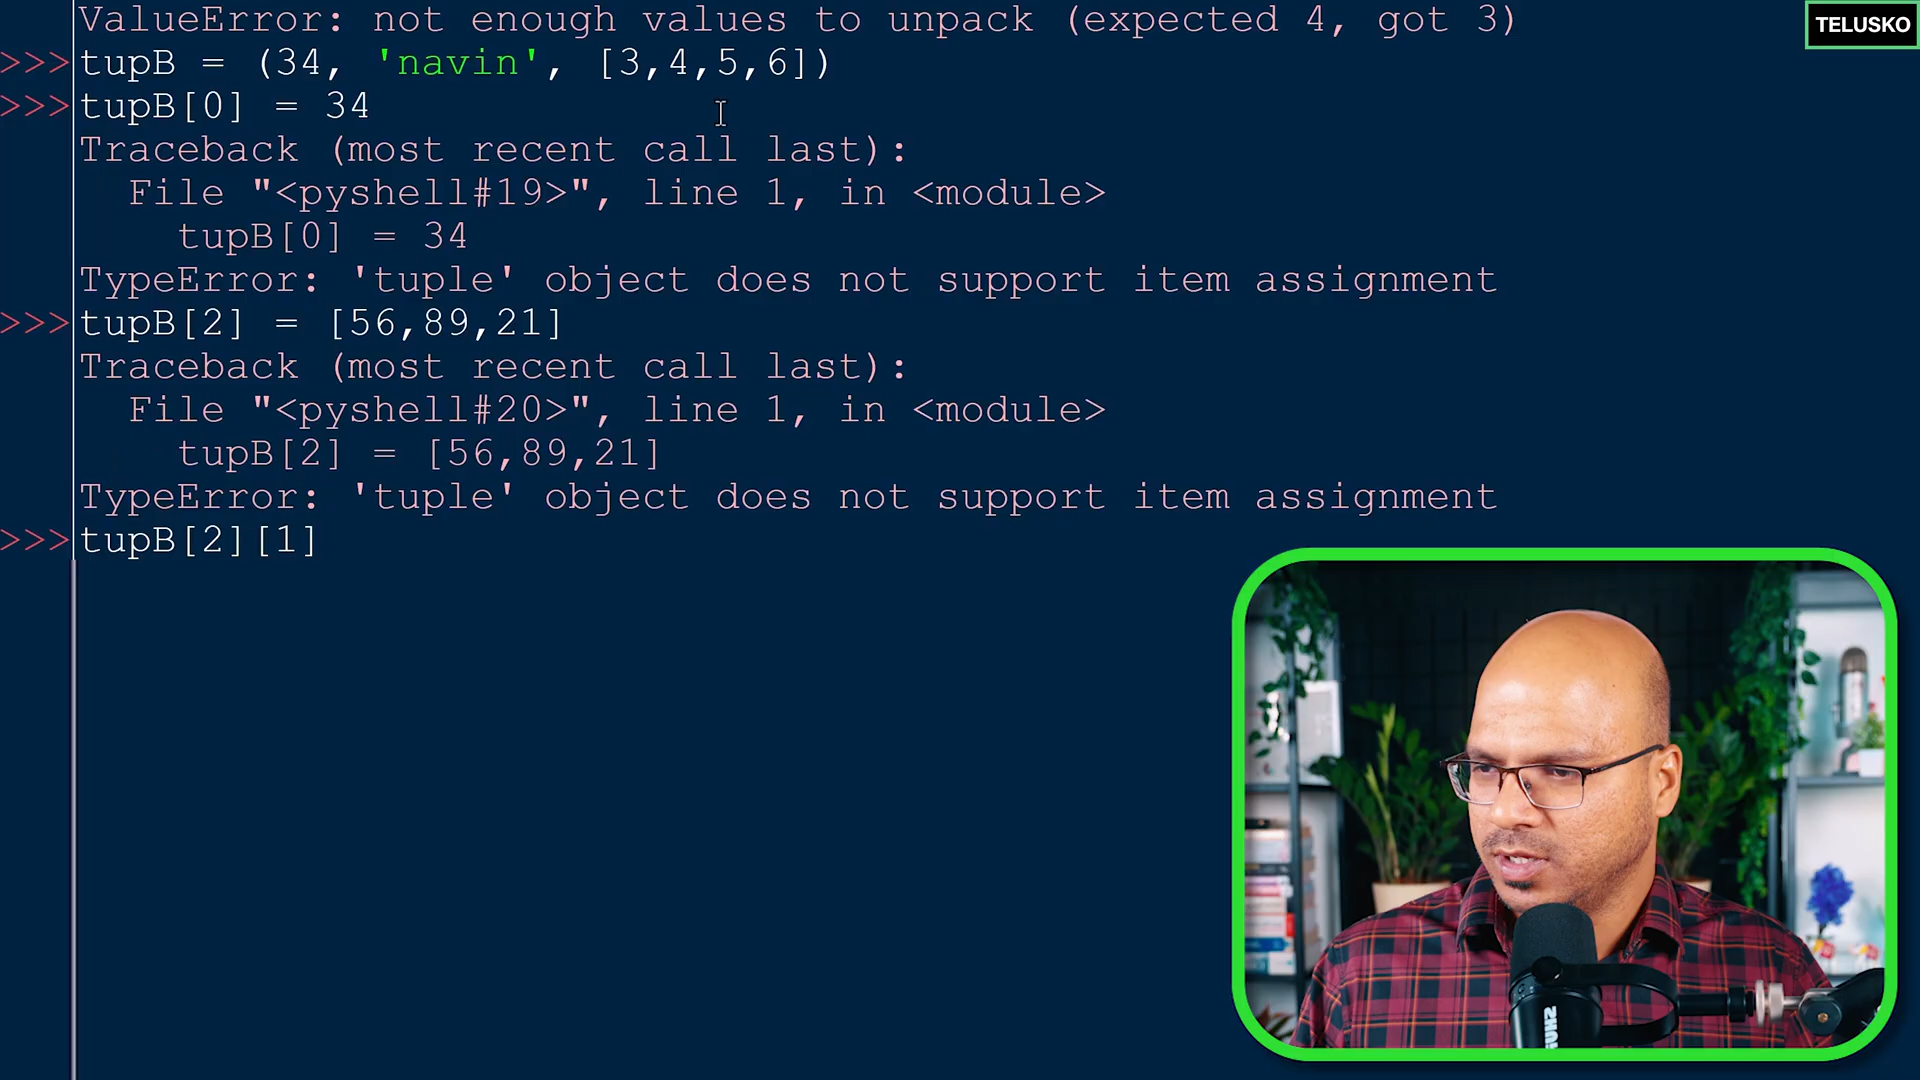 ValueError: not enough values to unpack (expected 4, got 3)
TELUSKO
>>> tupB = (34, 'navin', [3,4,5,6])
>>> tupB[0] = 34
Traceback (most recent call last):
  File "<pyshell#19>", line 1, in <module>
    tupB[0] = 34
TypeError: 'tuple' object does not support item assignment
>>> tupB[2] = [56,89,21]
Traceback (most recent call last):
  File "<pyshell#20>", line 1, in <module>
    tupB[2] = [56,89,21]
TypeError: 'tuple' object does not support item assignment
>>> tupB[2][1]